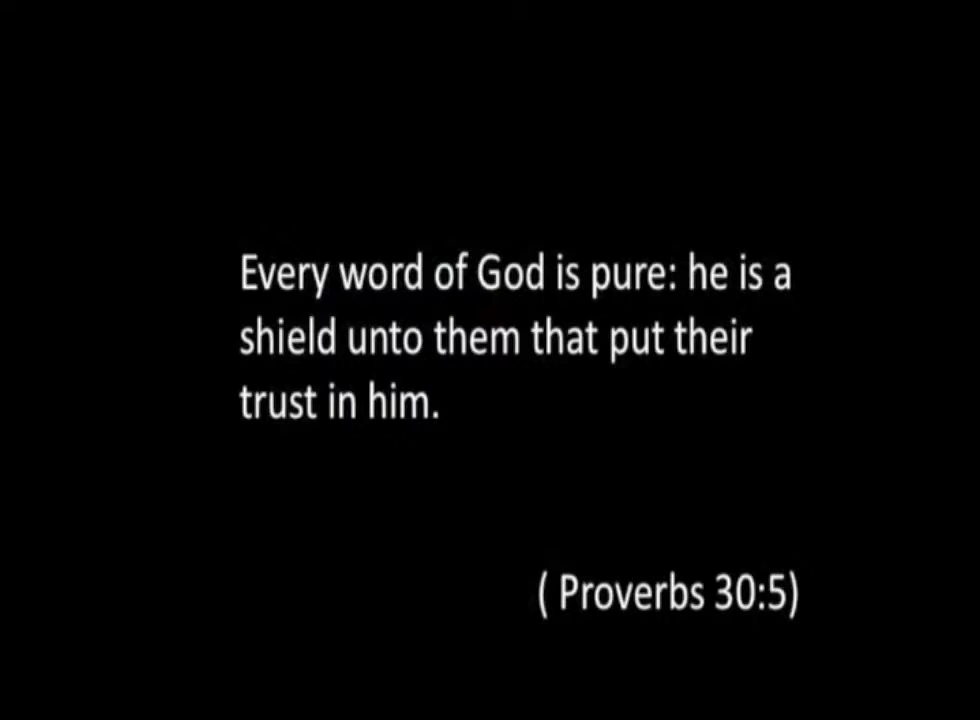 Every word of God is pure: he is a
shield unto them that put their
trust in him.
( Proverbs 30:5)